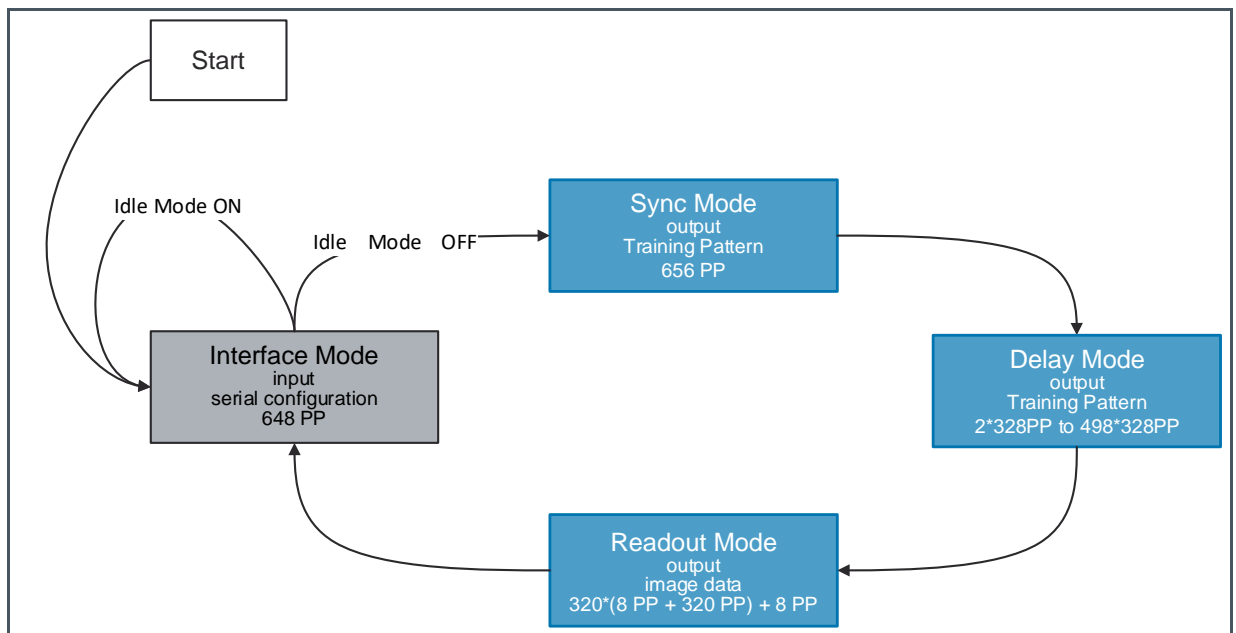 Start
Idle Mode ON
Idle Mode OFF
Sync Mode
output
Training Pattern
656 PP
Interface Mode
input
serial configuration
648 PP
Delay Mode
output
Training Pattern
2*328PP to 498*328PP
Readout Mode
output
image data
320*(8 PP + 320 PP) + 8 PP